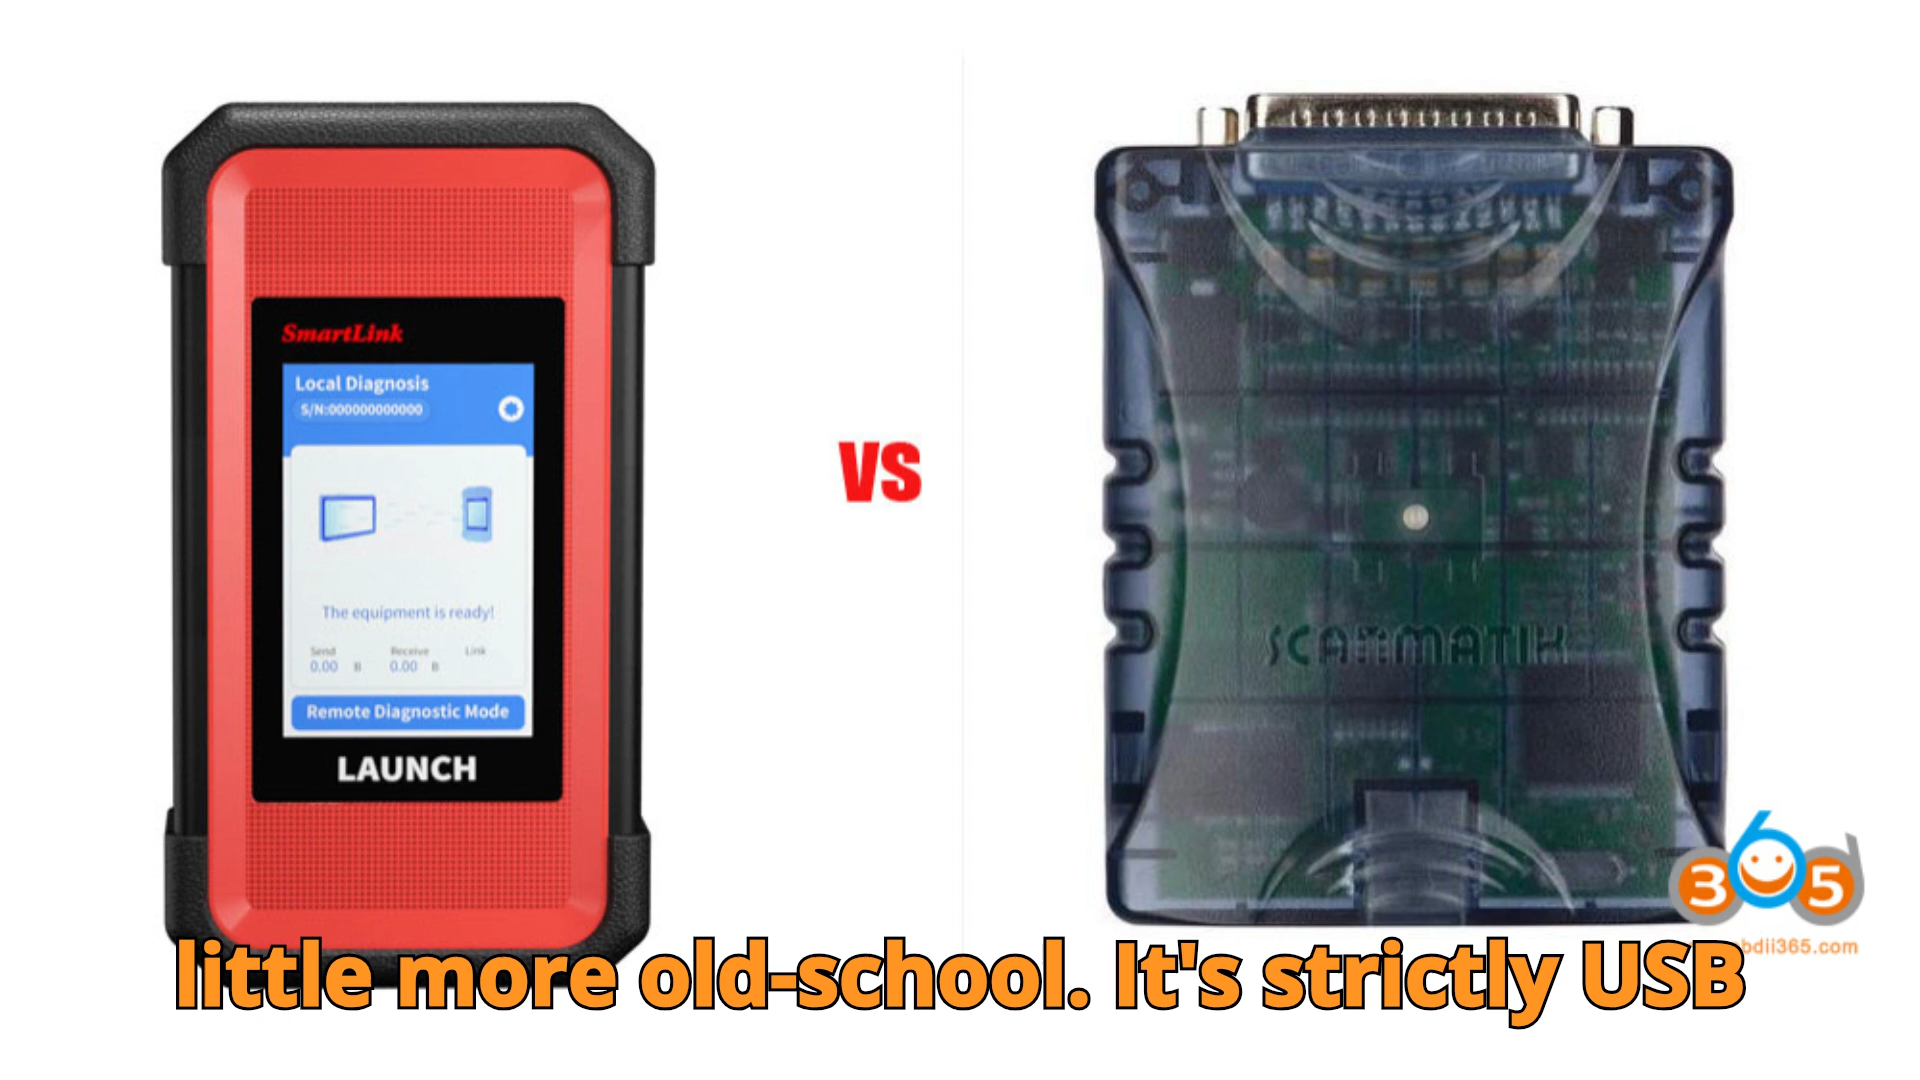 SmartLink
Local Diagnosis
S/N:000000000000
The equipment is ready!
Send Receive Link
0.00 B 0.00 B
Remote Diagnostic Mode
LAUNCH
VS
SCANMATIK
365
bdii365.com
little more old-school. It's strictly USB